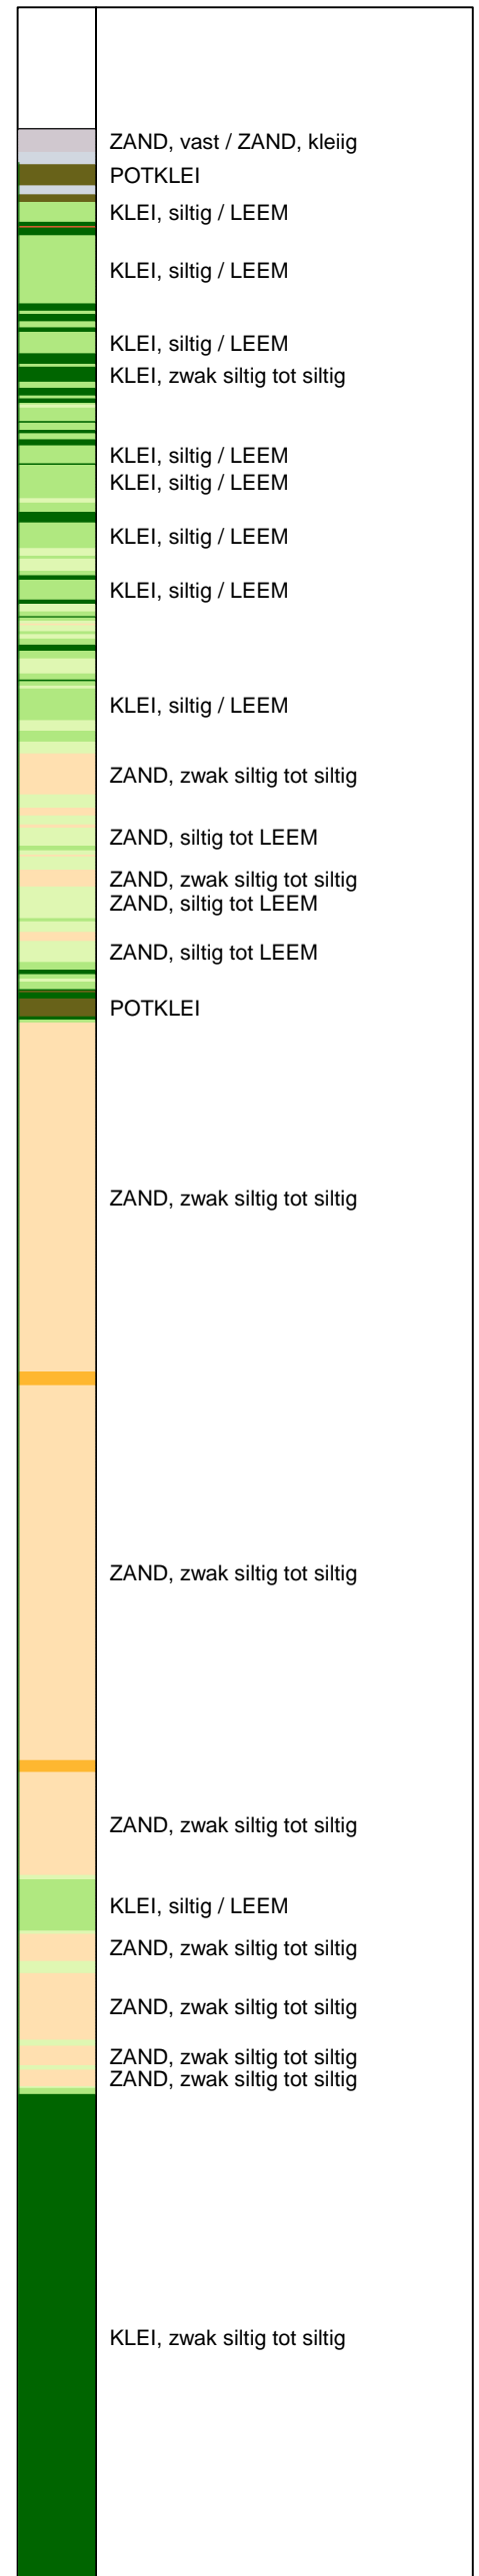 ZAND, vast / ZAND, kleiig
POTKLEI
KLEI, siltig / LEEM
KLEI, siltig / LEEM
KLEI, siltig / LEEM
KLEI, zwak siltig tot siltig
KLEI, siltig / LEEM
KLEI, siltig / LEEM
KLEI, siltig / LEEM
KLEI, siltig / LEEM
KLEI, siltig / LEEM
ZAND, zwak siltig tot siltig
ZAND, siltig tot LEEM
ZAND, zwak siltig tot siltig
ZAND, siltig tot LEEM
ZAND, siltig tot LEEM
POTKLEI
ZAND, zwak siltig tot siltig
ZAND, zwak siltig tot siltig
ZAND, zwak siltig tot siltig
KLEI, siltig / LEEM
ZAND, zwak siltig tot siltig
ZAND, zwak siltig tot siltig
ZAND, zwak siltig tot siltig
ZAND, zwak siltig tot siltig
KLEI, zwak siltig tot siltig